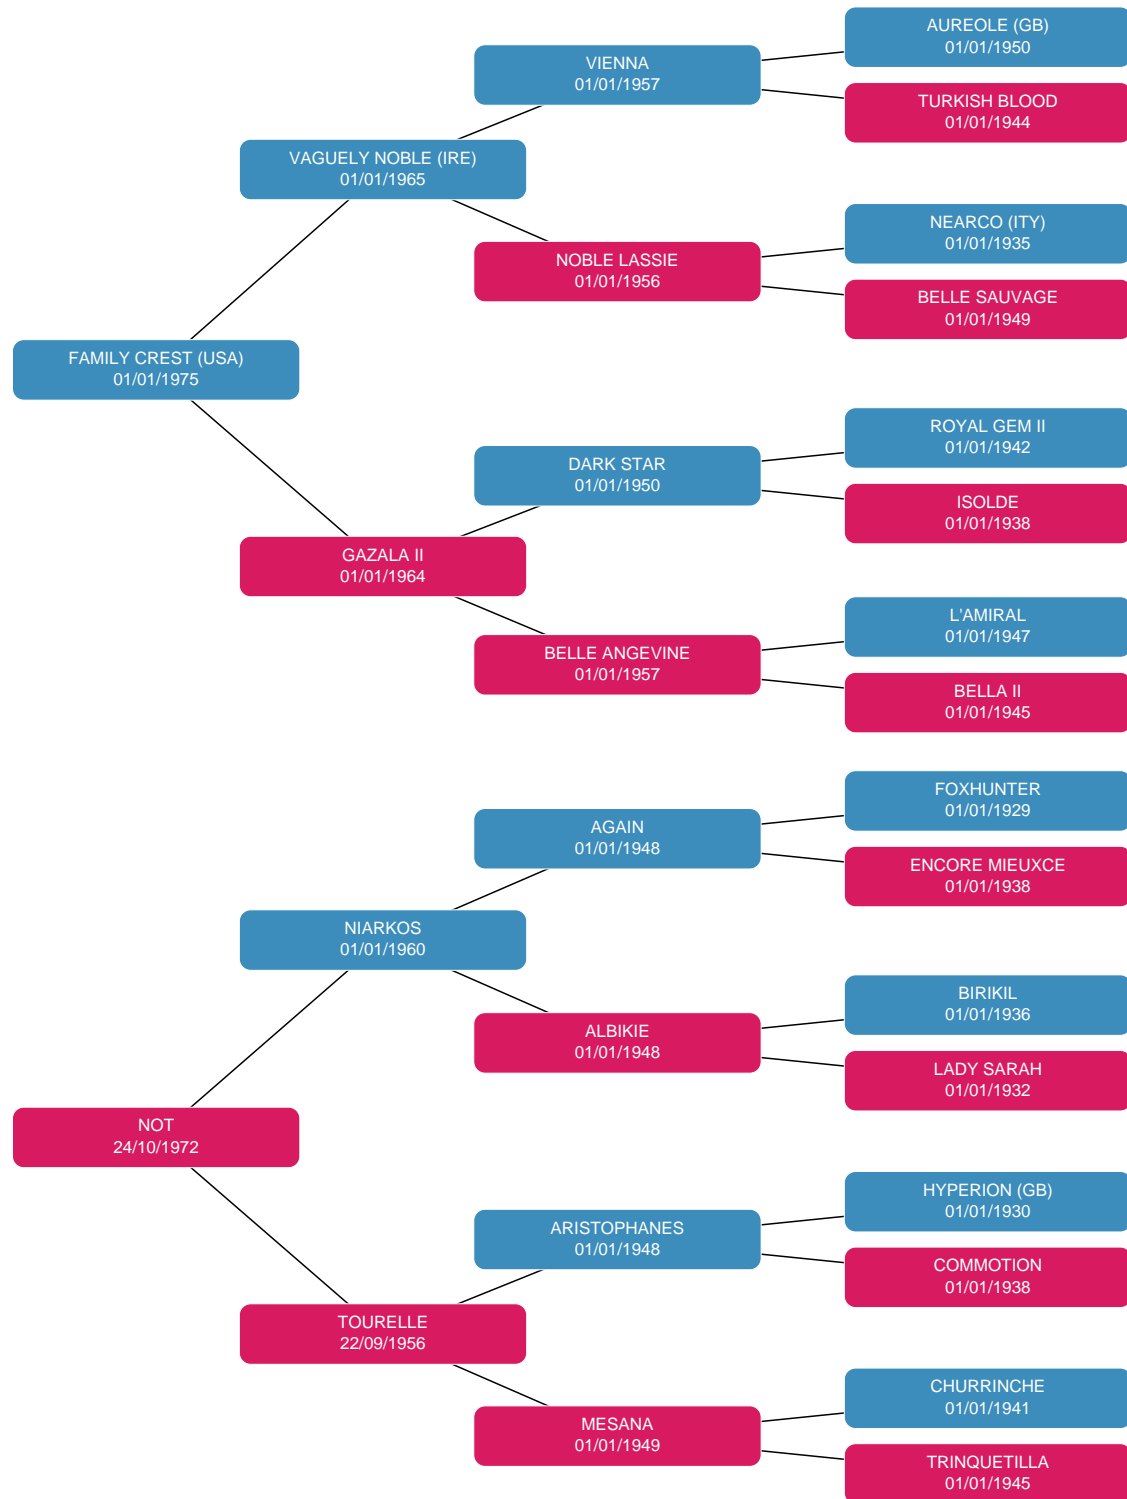 AUREOLE (GB)
01/01/1950
VIENNA
01/01/1957
TURKISH BLOOD
01/01/1944
VAGUELY NOBLE (IRE)
01/01/1965
NEARCO (ITY)
01/01/1935
NOBLE LASSIE
01/01/1956
BELLE SAUVAGE
01/01/1949
FAMILY CREST (USA)
01/01/1975
ROYAL GEM II
01/01/1942
DARK STAR
01/01/1950
ISOLDE
01/01/1938
GAZALA II
01/01/1964
L'AMIRAL
01/01/1947
BELLE ANGEVINE
01/01/1957
BELLA II
01/01/1945
FOXHUNTER
01/01/1929
AGAIN
01/01/1948
ENCORE MIEUXCE
01/01/1938
NIARKOS
01/01/1960
BIRIKIL
01/01/1936
ALBIKIE
01/01/1948
LADY SARAH
01/01/1932
NOT
24/10/1972
HYPERION (GB)
01/01/1930
ARISTOPHANES
01/01/1948
COMMOTION
01/01/1938
TOURELLE
22/09/1956
CHURRINCHE
01/01/1941
MESANA
01/01/1949
TRINQUETILLA
01/01/1945